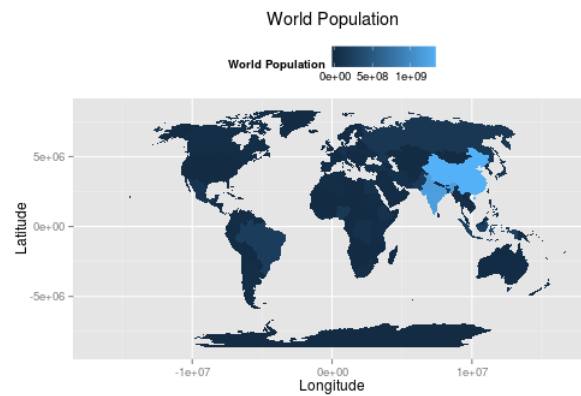 World Population
World Population
0e+00 5e+08 1e+09
5e+06
0e+00
-5e+06
Latitude
-1e+07 0e+00 1e+07
Longitude